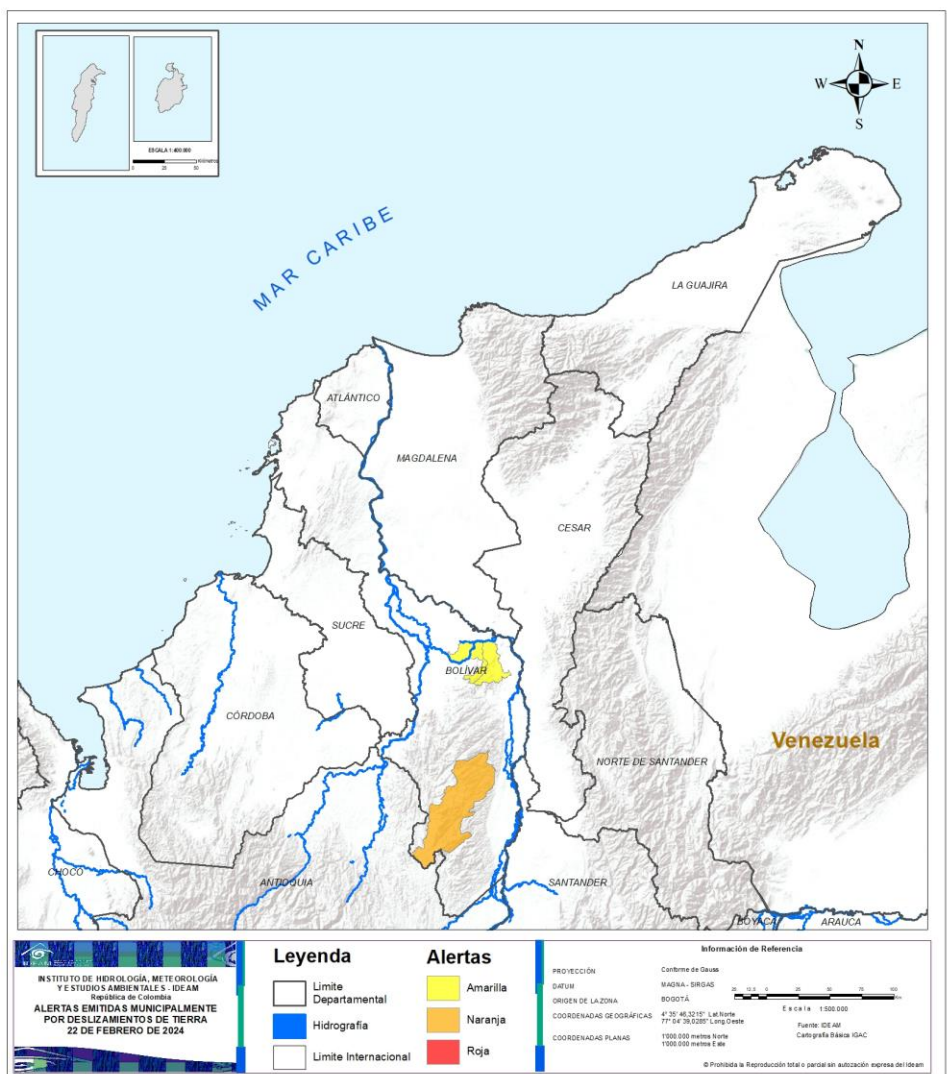 ESCALA 1:400.000
Kilómetros
0
N
W
E
S
MAR CARIBE
LA GUAJIRA
ATLÁNTICO
MAGDALENA
CESAR
SUCRE
BOLÍVAR
CÓRDOBA
Venezuela
NORTE DE SANTANDER
CHOCO
ANTIOQUIA
SANTANDER
BOYACÁ
ARAUCA
INSTITUTO DE HIDROLOGÍA, METEOROLOGÍA
Y ESTUDIOS AMBIENTALES - IDEAM
República de Colombia
ALERTAS EMITIDAS MUNICIPALMENTE
POR DESLIZAMIENTOS DE TIERRA
22 DE FEBRERO DE 2024
Leyenda
Limite
Departamental
Hidrografía
Limite Internacional
Alertas
Amarilla
Naranja
Roja
Información de Referencia
PROYECCIÓN Conforme de Gauss
DATUM MAGNA - SIRGAS
ORIGEN DE LA ZONA BOGOTÁ
COORDENADAS GEOGRÁFICAS 4° 35' 46,3215" Lat.Norte
77° 04' 39,0285" Long.Oeste
COORDENADAS PLANAS 1'000.000 metros Norte
1'000.000 metros Este
Escala 1:500.000
Fuente: IDEAM
Cartografía Básica IGAC
© Prohibida la Reproducción total o parcial sin autozación expresa del Ideam